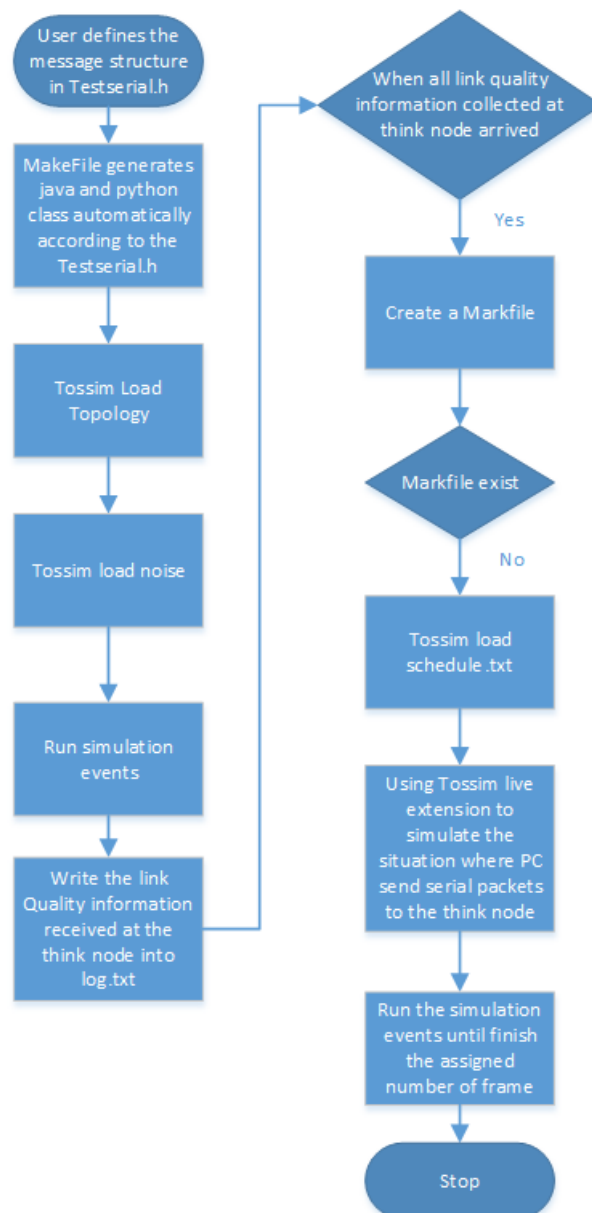 User defines the
message structure
in Testserial.h
MakeFile generates
java and python
class automatically
according to the
Testserial.h
Tossim Load
Topology
Tossim load noise
Run simulation
events
Write the link
Quality information
received at the
think node into
log.txt
When all link quality
information collected at
think node arrived
Yes
Create a Markfile
Markfile exist
No
Tossim load
schedule.txt
Using Tossim live
extension to
simulate the
situation where PC
send serial packets
to the think node
Run the simulation
events until finish
the assigned
number of frame
Stop